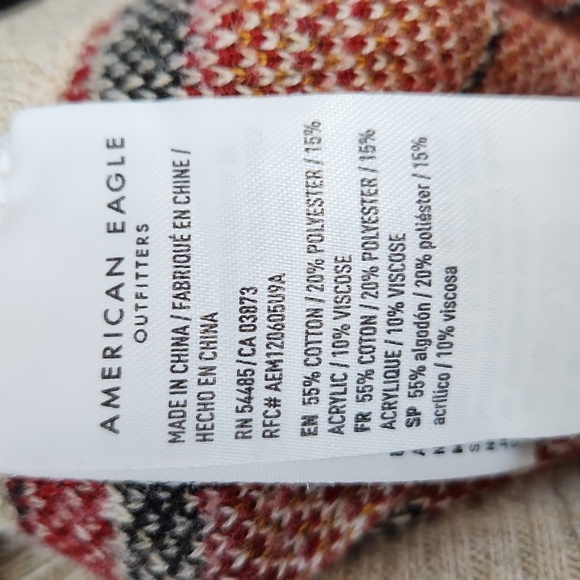 AMERICAN EAGLE
OUTFITTERS
MADE IN CHINA / FABRIQUÉ EN CHINE /
HECHO EN CHINA
RN 54485 / CA 03873
RFC# AEM120605U9A
EN 55% COTTON / 20% POLYESTER / 15%
ACRYLIC / 10% VISCOSE
FR 55% COTON / 20% POLYESTER / 15%
ACRYLIQUE / 10% VISCOSE
SP 55% algodón / 20% poliéster / 15%
acrílico / 10% viscosa